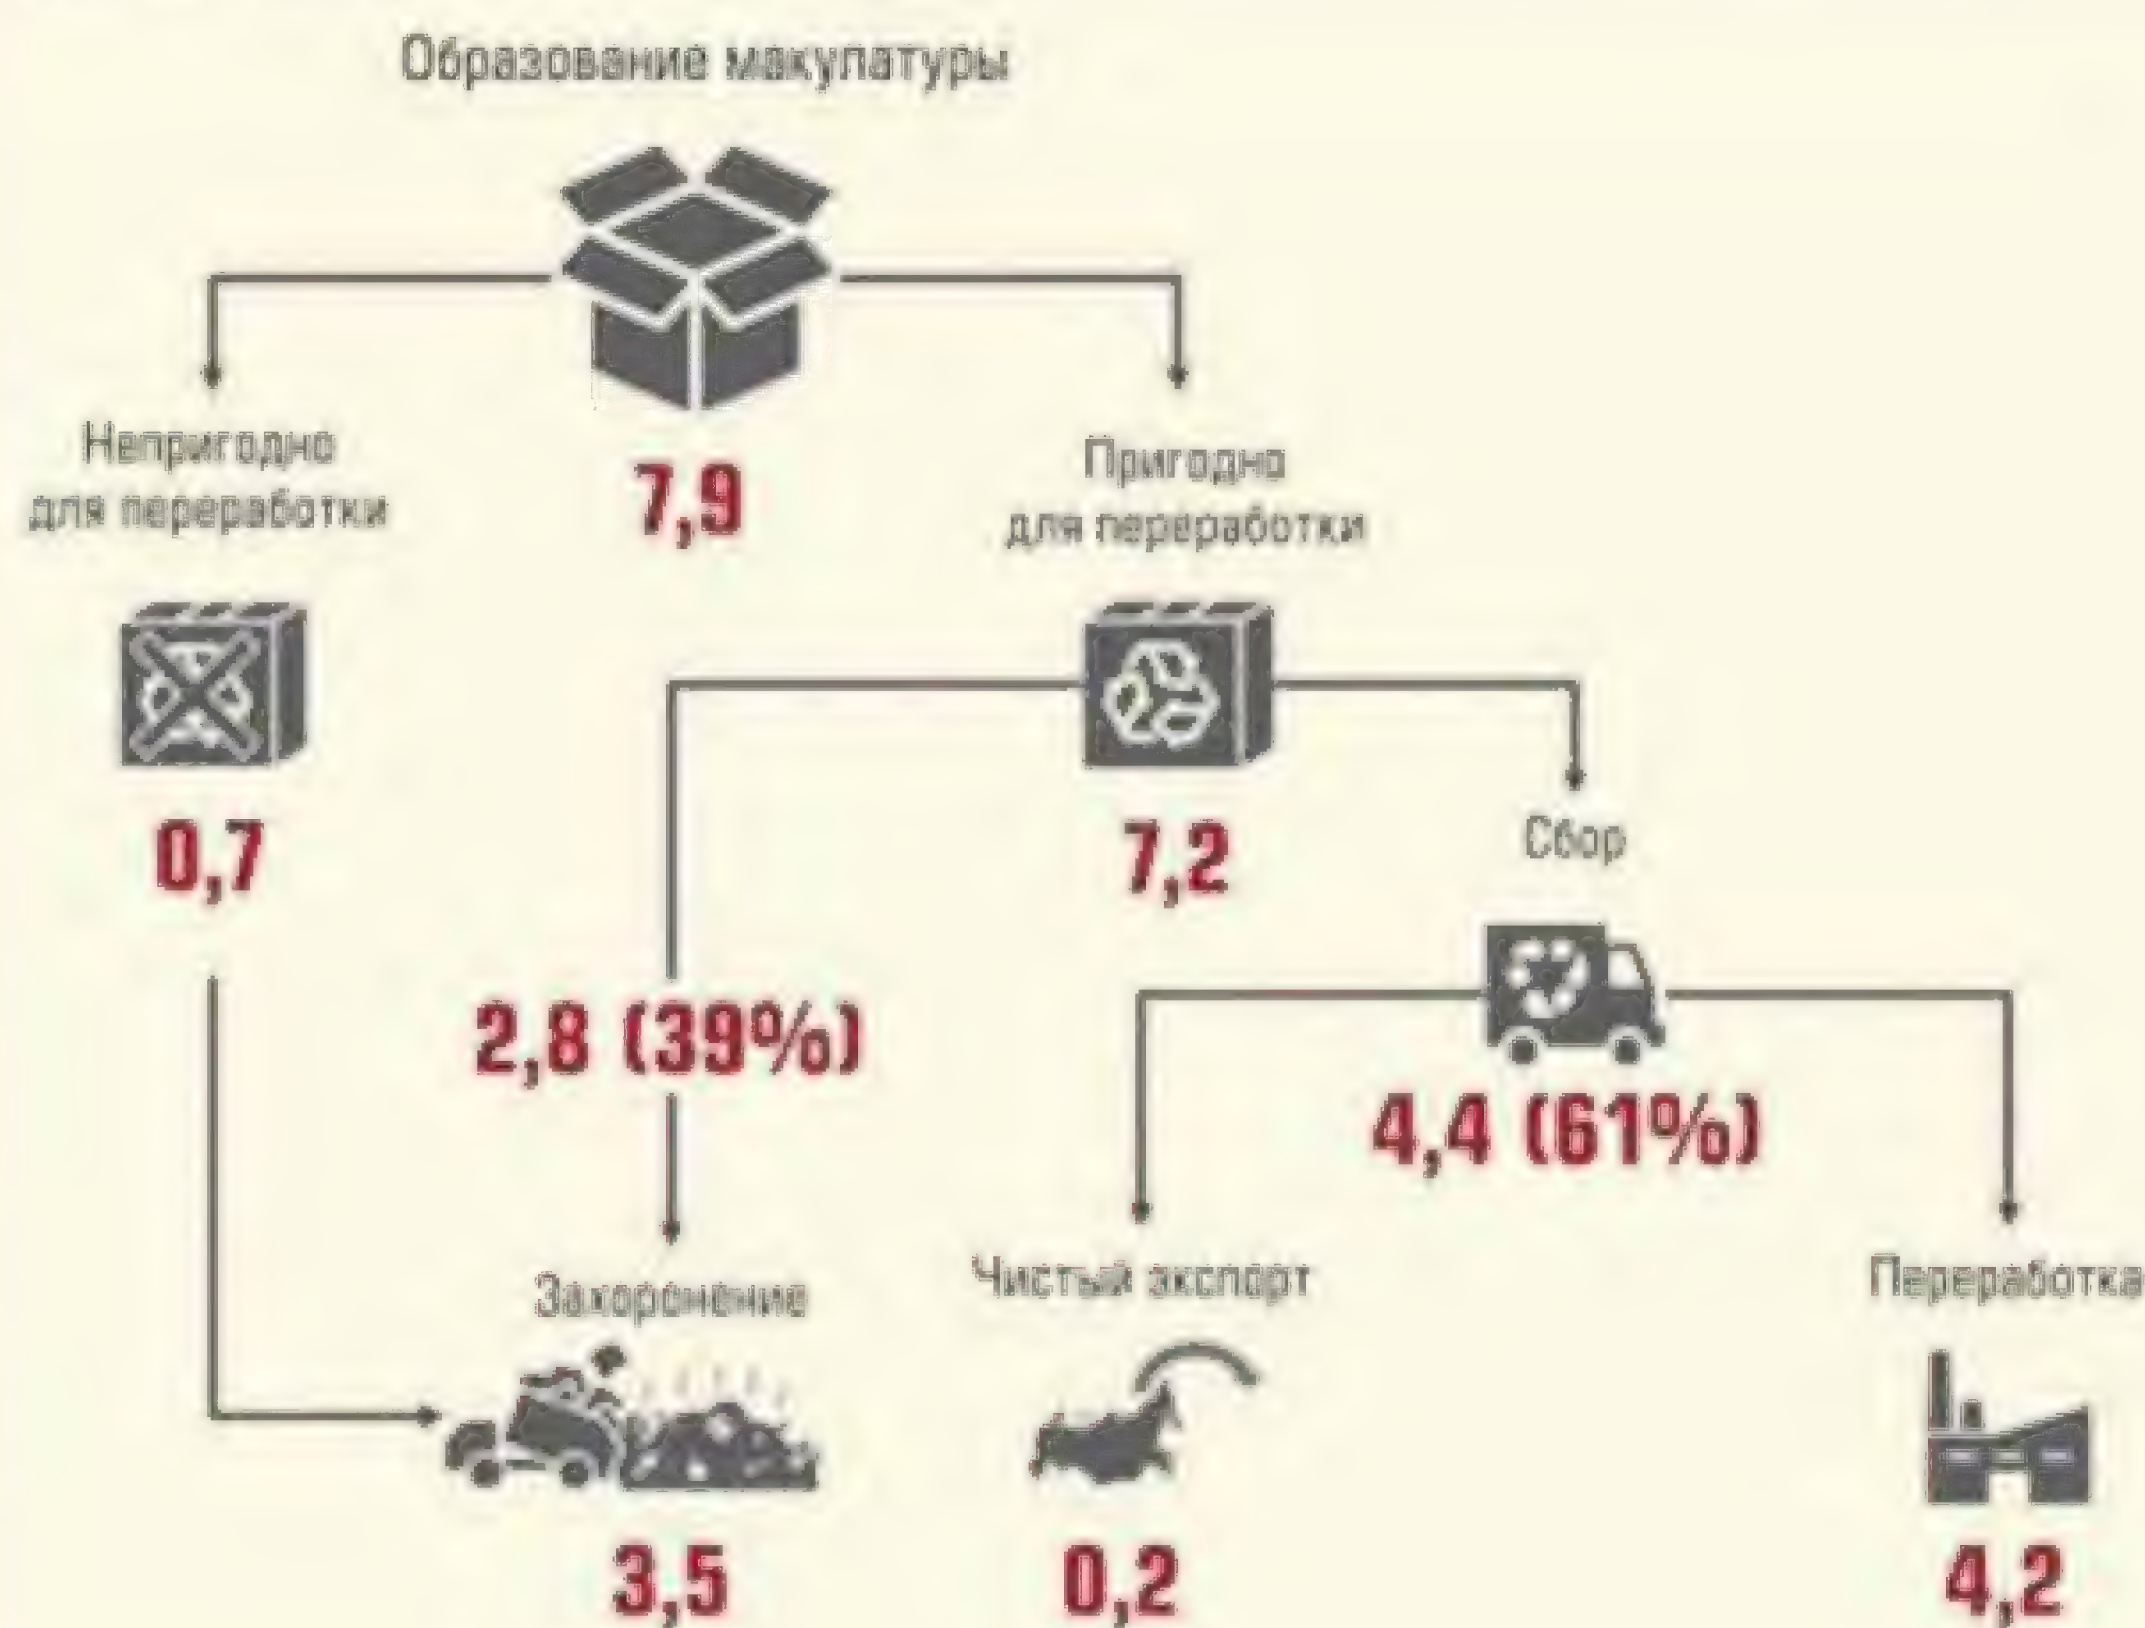 Образование макулатуры
7,9
Непригодно
для переработки
0,7
Пригодно
для переработки
7,2
2,8 (39%)
Сбор
4,4 (61%)
Захоронение
3,5
Чистый экспорт
0,2
Переработка
4,2